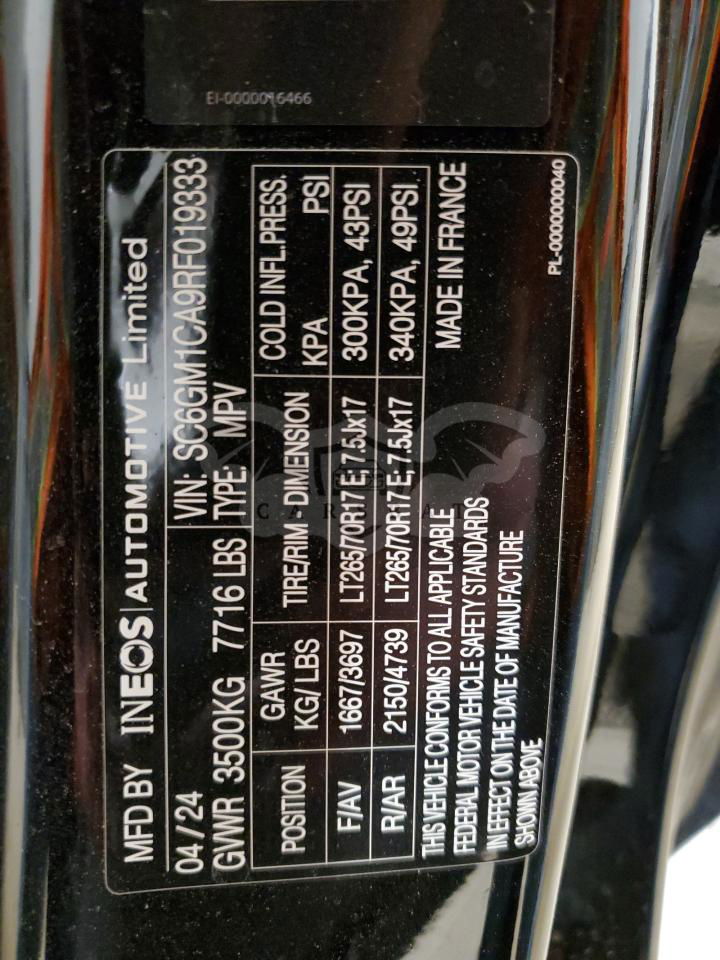 EI-0000016466
MFD BY INEOS | AUTOMOTIVE Limited
04/24 VIN: SC6GM1CA9RF019333
GVWR 3500KG 7716 LBS TYPE: MPV
POSITION GAWR KG/LBS TIRE/RIM DIMENSION COLD INFL.PRESS. KPA PSI
F/AV 1667/3697 LT265/70R17 E; 7.5Jx17 300KPA, 43PSI
R/AR 2150/4739 LT265/70R17 E; 7.5Jx17 340KPA, 49PSI
THIS VEHICLE CONFORMS TO ALL APPLICABLE MADE IN FRANCE
FEDERAL MOTOR VEHICLE SAFETY STANDARDS
IN EFFECT ON THE DATE OF MANUFACTURE
SHOWN ABOVE
PL-0000000040